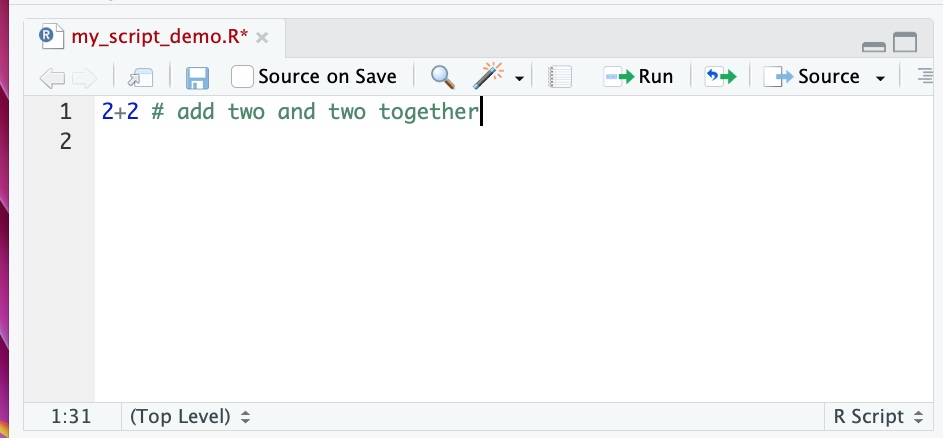 R my_script_demo.R*
Source on Save Run Source
1 2+2 # add two and two together
2
1:31 (Top Level) R Script